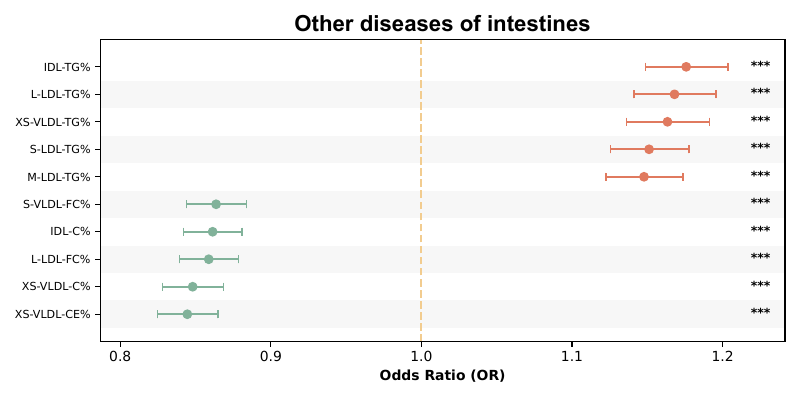 Other diseases of intestines
IDL-TG% ***
L-LDL-TG% ***
XS-VLDL-TG% ***
S-LDL-TG% ***
M-LDL-TG% ***
S-VLDL-FC% ***
IDL-C% ***
L-LDL-FC% ***
XS-VLDL-C% ***
XS-VLDL-CE% ***
0.8 0.9 1.0 1.1 1.2
Odds Ratio (OR)